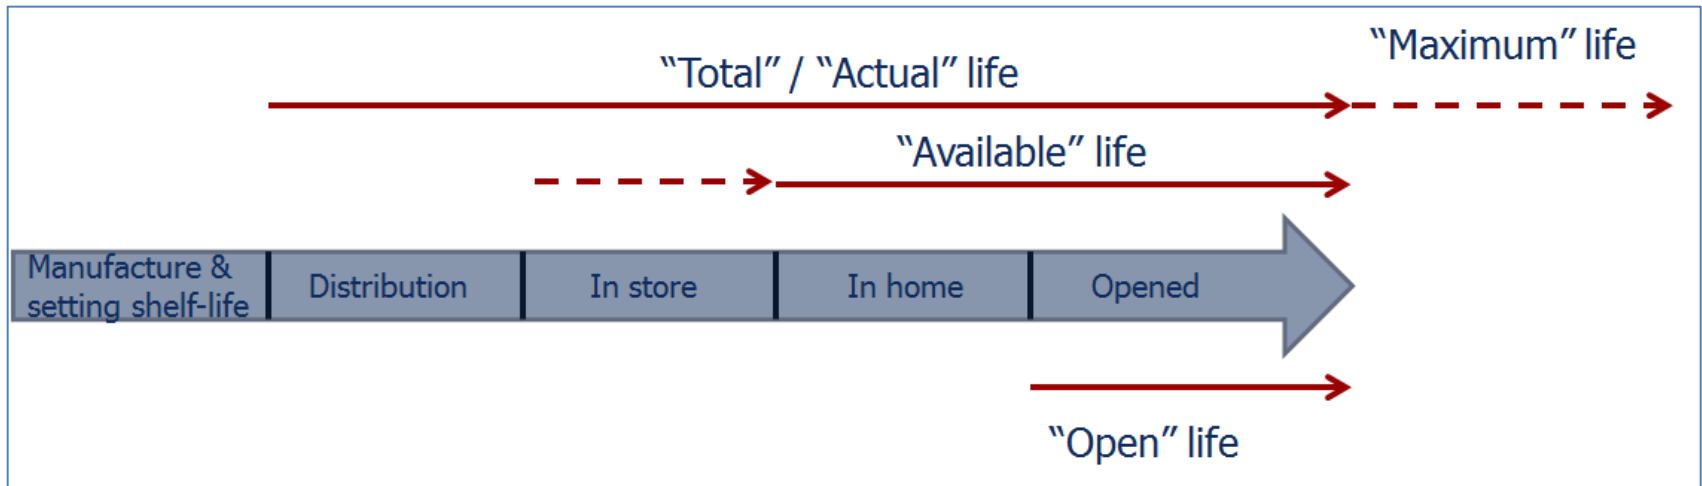 “Maximum” life
“Total” / “Actual” life
“Available” life
Manufacture &
setting shelf-life
Distribution
In store
In home
Opened
“Open” life